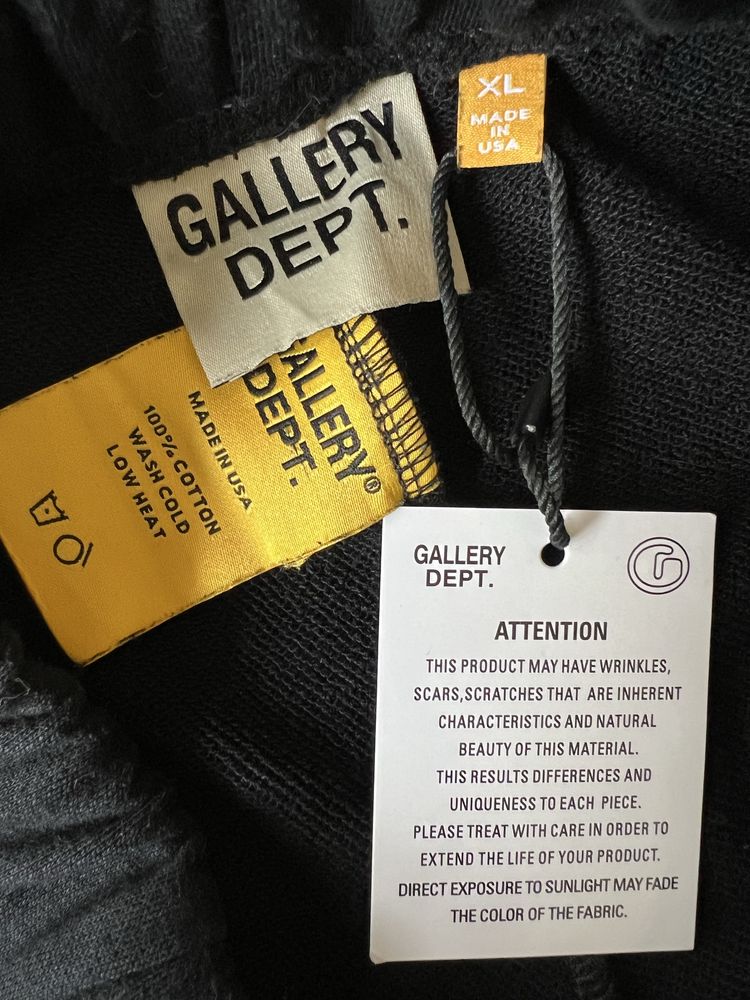 GALLERY
DEPT.
XL
MADE
IN
USA
ALLERY®
DEPT.
MADE IN USA
100% COTTON
WASH COLD
LOW HEAT
GALLERY
DEPT.
ATTENTION
THIS PRODUCT MAY HAVE WRINKLES,
SCARS,SCRATCHES THAT ARE INHERENT
CHARACTERISTICS AND NATURAL
BEAUTY OF THIS MATERIAL.
THIS RESULTS DIFFERENCES AND
UNIQUENESS TO EACH PIECE.
PLEASE TREAT WITH CARE IN ORDER TO
EXTEND THE LIFE OF YOUR PRODUCT.
DIRECT EXPOSURE TO SUNLIGHT MAY FADE
THE COLOR OF THE FABRIC.